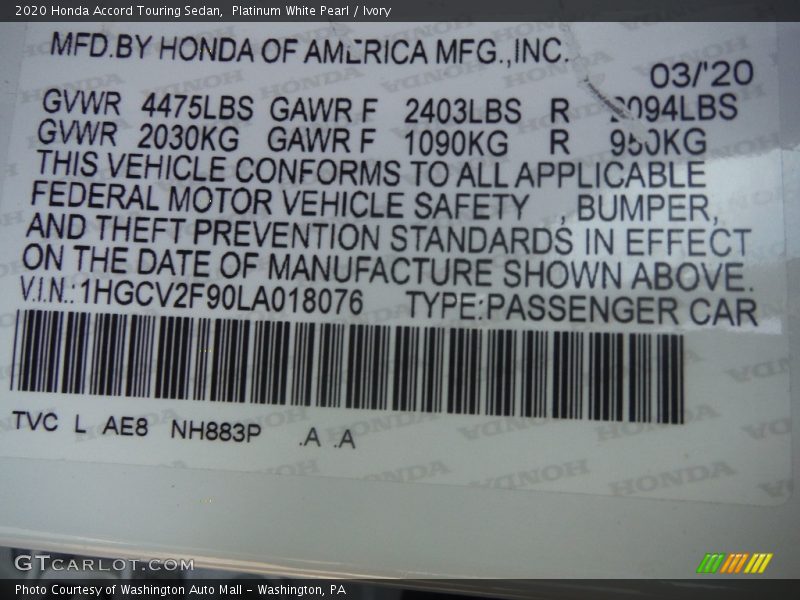 2020 Honda Accord Touring Sedan,  Platinum White Pearl / Ivory
MFD.BY HONDA OF AMERICA MFG.,INC.
03/'20
GVWR 4475LBS GAWR F 2403LBS R 2094LBS
GVWR 2030KG GAWR F 1090KG R 950KG
THIS VEHICLE CONFORMS TO ALL APPLICABLE
FEDERAL MOTOR VEHICLE SAFETY , BUMPER,
AND THEFT PREVENTION STANDARDS IN EFFECT
ON THE DATE OF MANUFACTURE SHOWN ABOVE.
V.I.N.:1HGCV2F90LA018076 TYPE:PASSENGER CAR
TVC L AE8 NH883P .A .A
GTCARLOT.COM
Photo Courtesy of Washington Auto Mall – Washington, PA